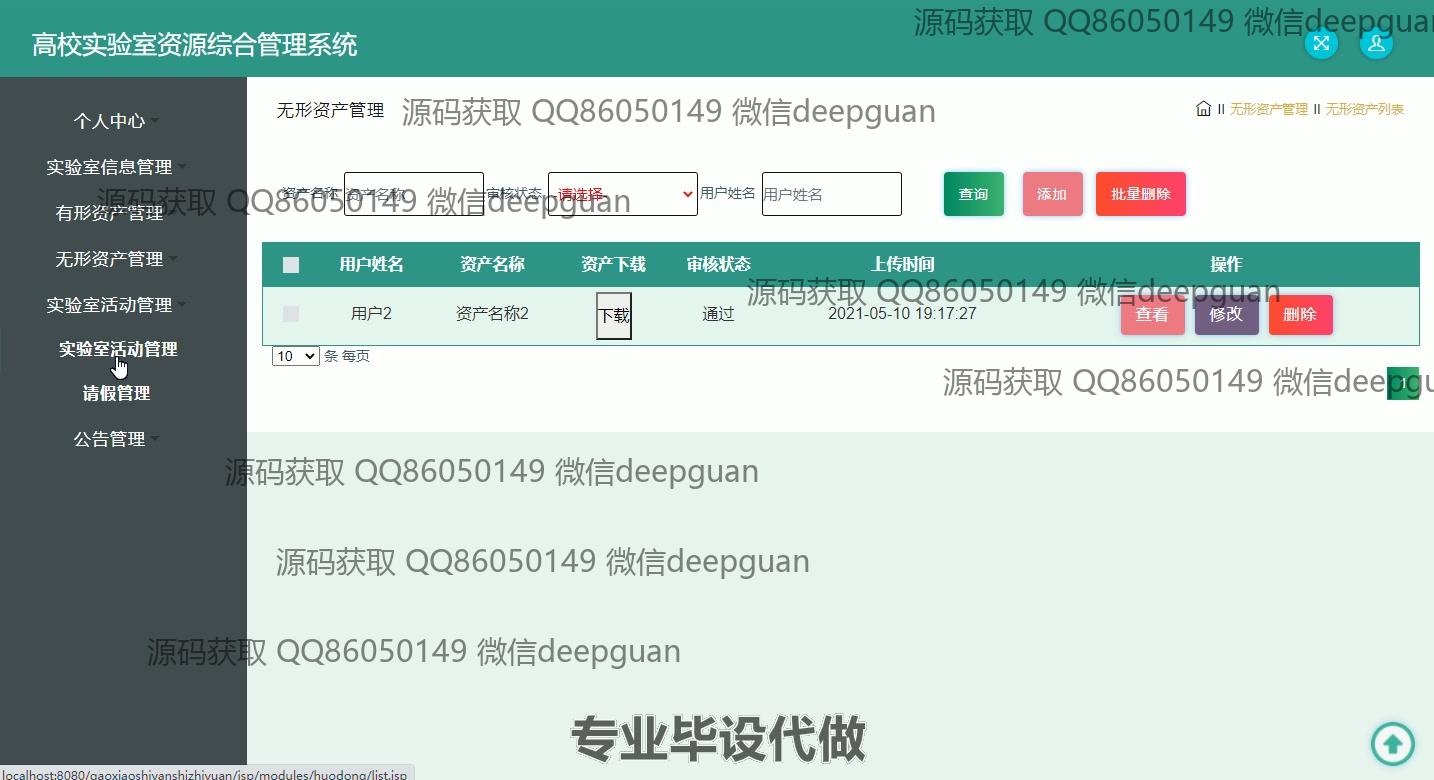 源码获取 QQ86050149 微信deepguan
高校实验室资源综合管理系统
个人中心
实验室信息管理
有形资产管理
无形资产管理
实验室活动管理
实验室活动管理
请假管理
公告管理
无形资产管理
源码获取 QQ86050149 微信deepguan
无形资产管理 II 无形资产列表
资产名称 资产名称 审核状态 请选择 用户姓名 用户姓名 查询 添加 批量删除
源码获取 QQ86050149 微信deepguan
用户姓名 资产名称 资产下载 审核状态 上传时间 操作
源码获取 QQ86050149 微信deepguan
用户2 资产名称2 下载 通过 2021-05-10 19:17:27 查看 修改 删除
10 条 每页
源码获取 QQ86050149 微信deepgu
1
源码获取 QQ86050149 微信deepguan
源码获取 QQ86050149 微信deepguan
源码获取 QQ86050149 微信deepguan
专业毕设代做
localhost:8080/gaoxiaoshiyanshizhiyuan/jsp/modules/huodong/list.jsp